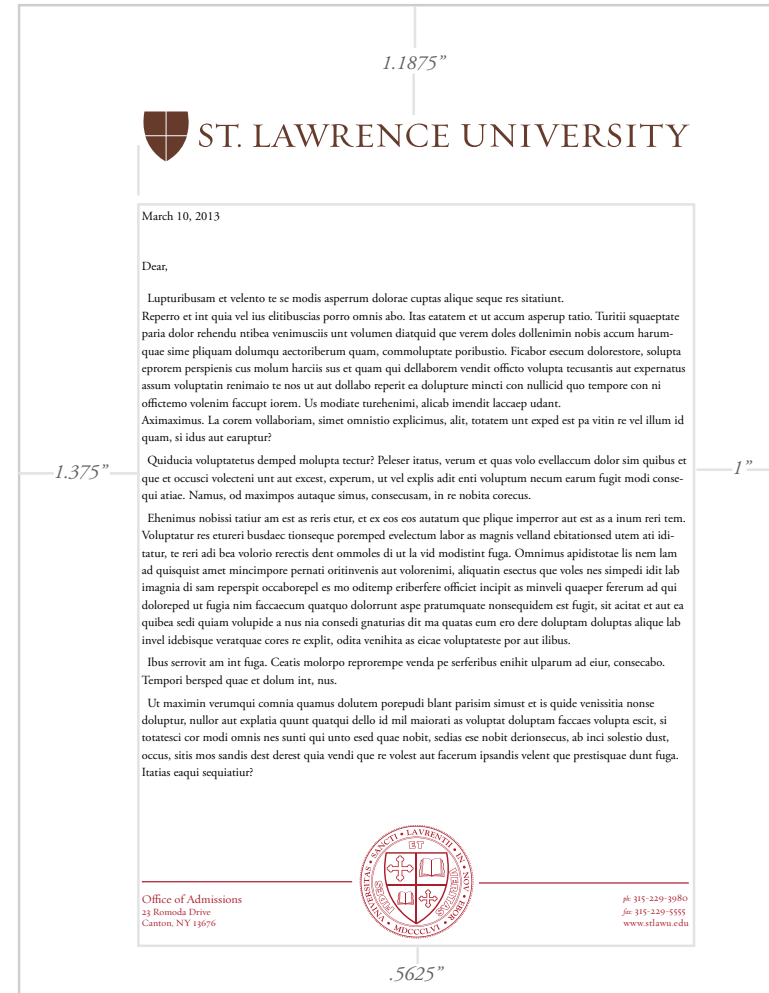 1.1875”
ST. LAWRENCE UNIVERSITY
March 10, 2013
Dear,
Lupturibusam et velento te se modis asperrum dolorae cuptas alique seque res sitatiunt.
Reperro et int quia vel ius elitibuscias porro omnis abo. Itas eatatem et ut accum asperup tatio. Turitii squaeptate
paria dolor rehendu ntibea venimusciis unt volumen diatquid que verem doles dollenimin nobis accum harum-
quae sime pliquam dolumqu aectoriberum quam, commoluptate poribustio. Ficabor esecum dolorestore, solupta
eprorem perspienis cus molum harciis sus et quam qui dellaborem vendit officto volupta tecusantis aut expernatus
assum voluptatin renimaio te nos ut aut dollabo reperit ea dolupture mincti con nullicid quo tempore con ni
offictemo volenim faccupt iorem. Us modiate turehenimi, alicab imendit laccaep udant.
Aximaximus. La corem vollaboriam, simet omnistio explicimus, alit, totatem unt exped est pa vitin re vel illum id
quam, si idus aut earuptur?
1.375”
1”
Quiducia voluptatetus demped molupta tectur? Peleser itatus, verum et quas volo evellaccum dolor sim quibus et
que et occusci volecteni unt aut excest, experum, ut vel explis adit enti voluptum necum earum fugit modi conse-
qui atiae. Namus, od maximpos autaque simus, consecusam, in re nobita corecus.
Ehenimus nobissi tatiur am est as reris etur, et ex eos eos autatum que plique imperror aut est as a inum reri tem.
Voluptatur res etureri busdaec tionseque poremped evelectum labor as magnis velland ebitationsed utem ati idi-
tatur, te reri adi bea volorio rerectis dent ommoles di ut la vid modistint fuga. Omnimus apidistotae lis nem lam
ad quisquist amet mincimpore pernati oritinvenis aut volorenimi, aliquatin esectus que voles nes simpedi idit lab
imagnia di sam reperspit occaborepel es mo oditemp eriberfere officiet incipit as minveli quaeper fererum ad qui
doloreped ut fugia nim faccaecum quatquo dolorrunt aspe pratumquate nonsequidem est fugit, sit acitat et aut ea
quibea sedi quiam volupide a nus nia consedi gnaturias dit ma quatas eum ero dere doluptam doluptas alique lab
invel idebisque veratquae cores re explit, odita venihita as eicae voluptateste por aut ilibus.
Ibus serrovit am int fuga. Ceatis molorpo reprorempe venda pe serferibus enihit ulparum ad eiur, consecabo.
Tempori bersped quae et dolum int, nus.
Ut maximin verumqui comnia quamus dolutem porepudi blant parisim simust et is quide venissitia nonse
doluptur, nullor aut explatia quunt quatqui dello id mil maiorati as voluptat doluptam faccaes volupta escit, si
totatesci cor modi omnis nes sunti qui unto esed quae nobit, sedias ese nobit derionsecus, ab inci solestio dust,
occus, sitis mos sandis dest derest quia vendi que re volest aut facerum ipsandis velent que prestisquae dunt fuga.
Itatias eaqui sequiatiur?
UNIVERSITAS • SANCTI • LAVRENTII • IN • NOV • EBOR •
ET
FIDES
VERITAS
MDCCCLVI
Office of Admissions
23 Romoda Drive
Canton, NY 13676
ph: 315-229-3980
fax: 315-229-5555
www.stlawu.edu
.5625”